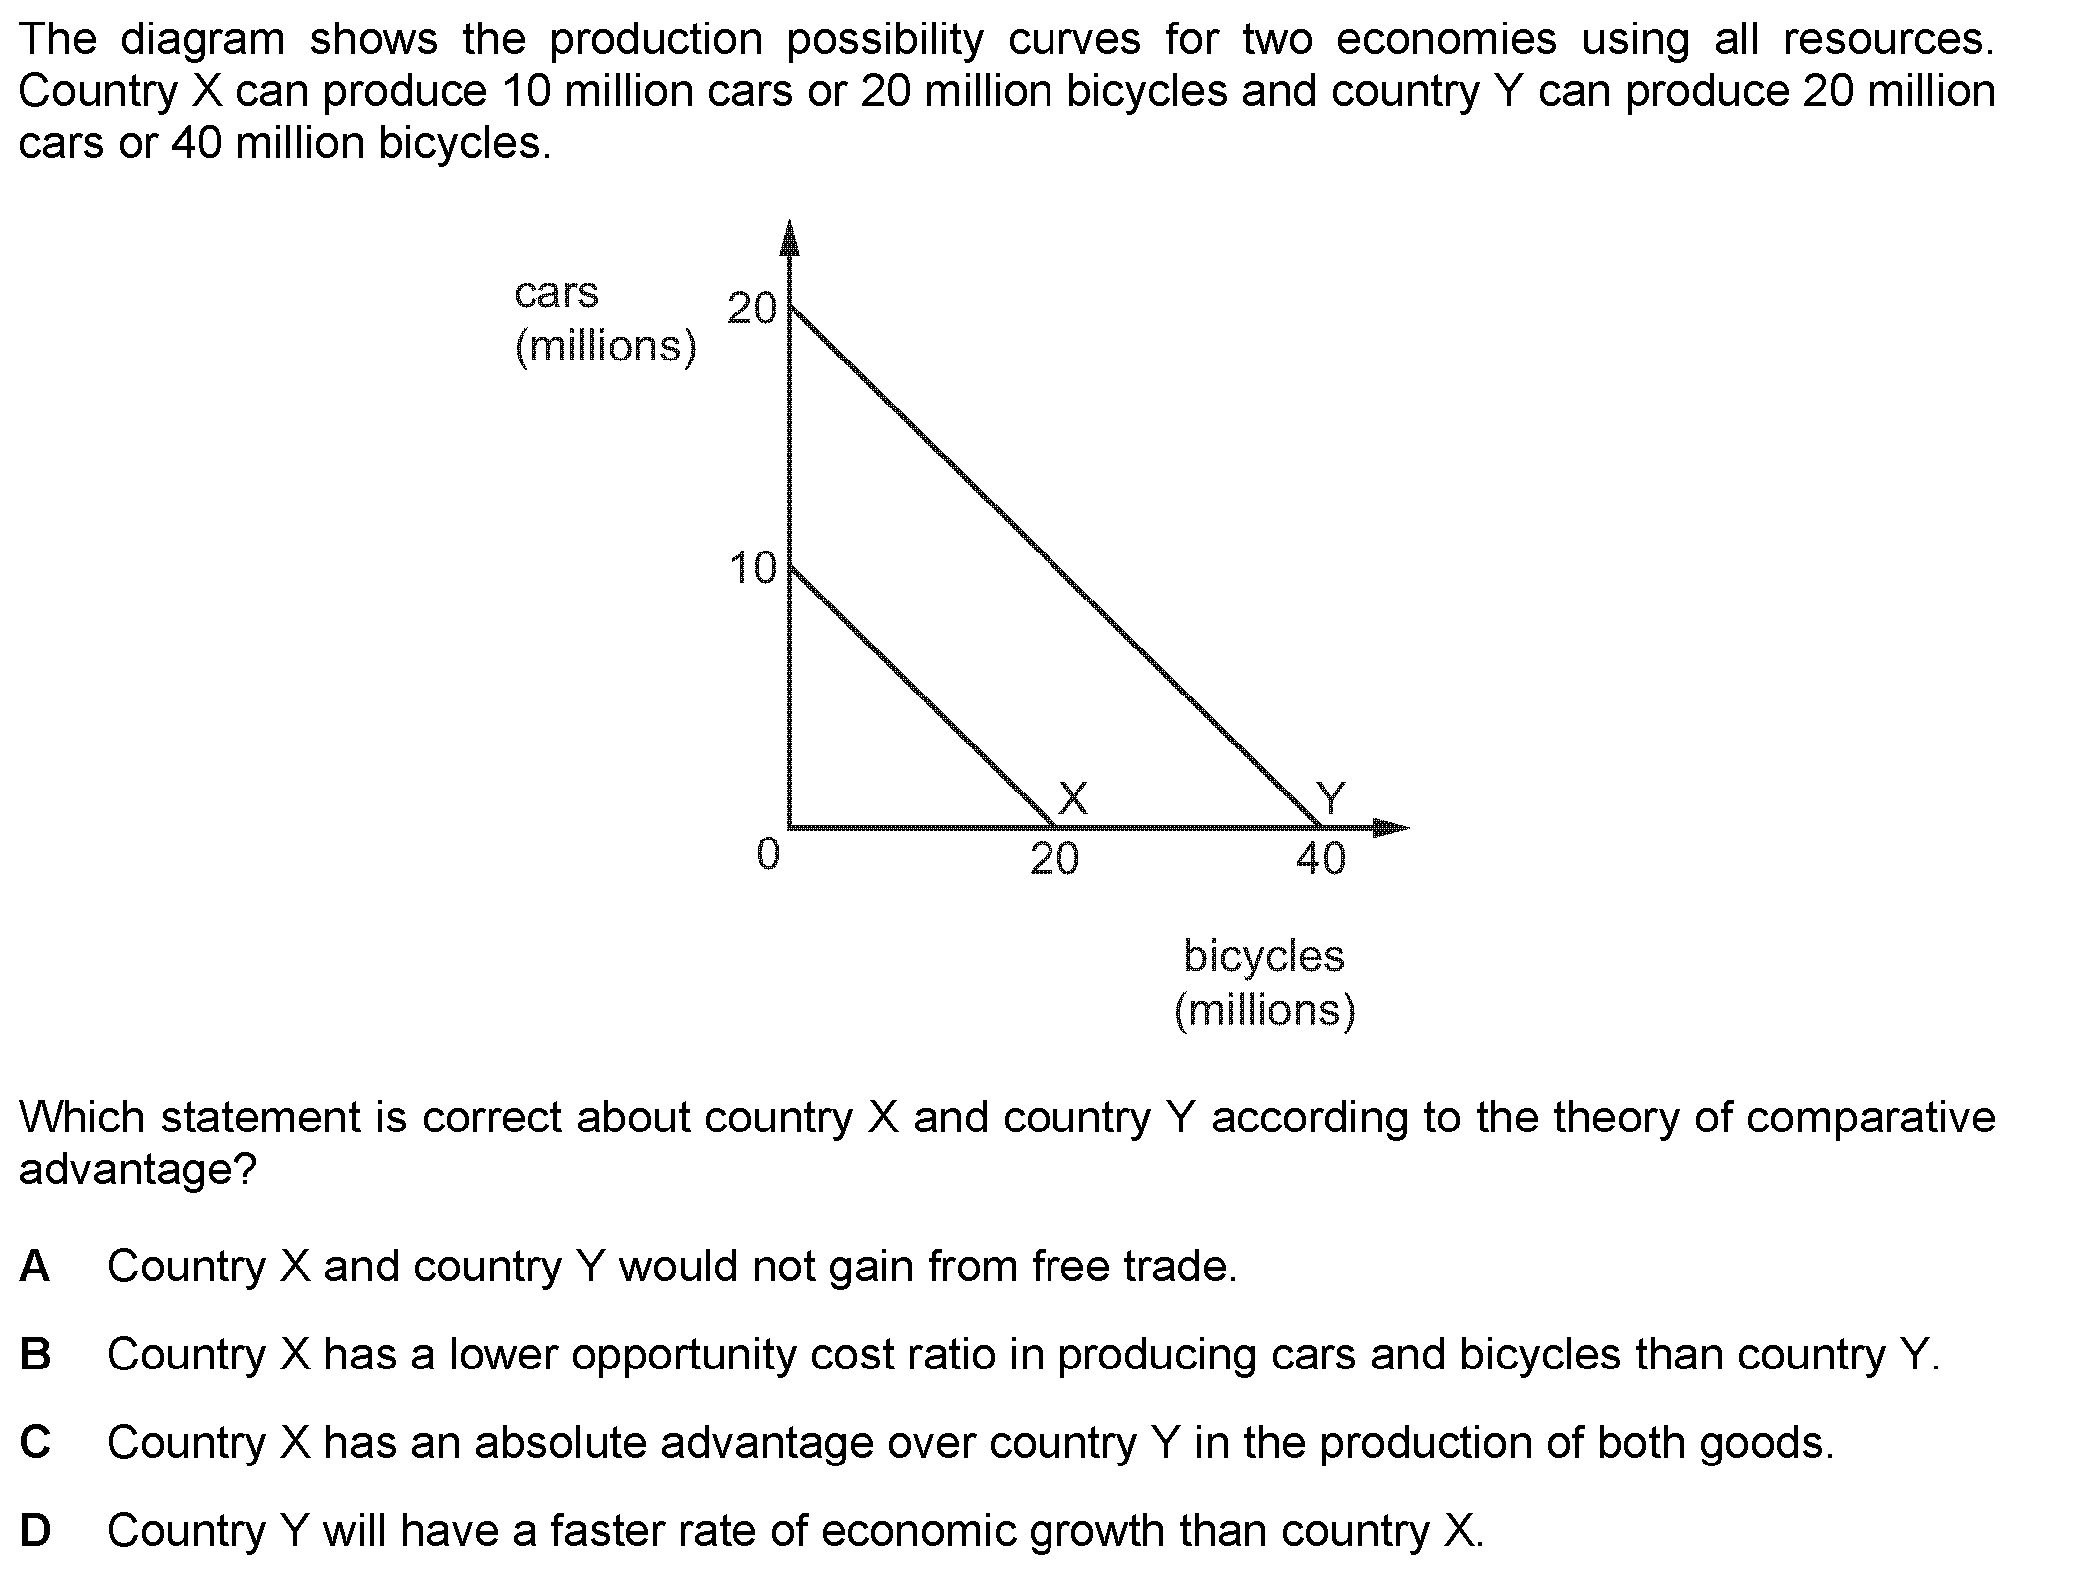 The diagram shows the production possibility curves for two economies using all resources.
Country X can produce 10 million cars or 20 million bicycles and country Y can produce 20 million
cars or 40 million bicycles.
cars
(millions)
20
10
X
Y
0
20
40
bicycles
(millions)
Which statement is correct about country X and country Y according to the theory of comparative
advantage?
A Country X and country Y would not gain from free trade.
B Country X has a lower opportunity cost ratio in producing cars and bicycles than country Y.
C Country X has an absolute advantage over country Y in the production of both goods.
D Country Y will have a faster rate of economic growth than country X.